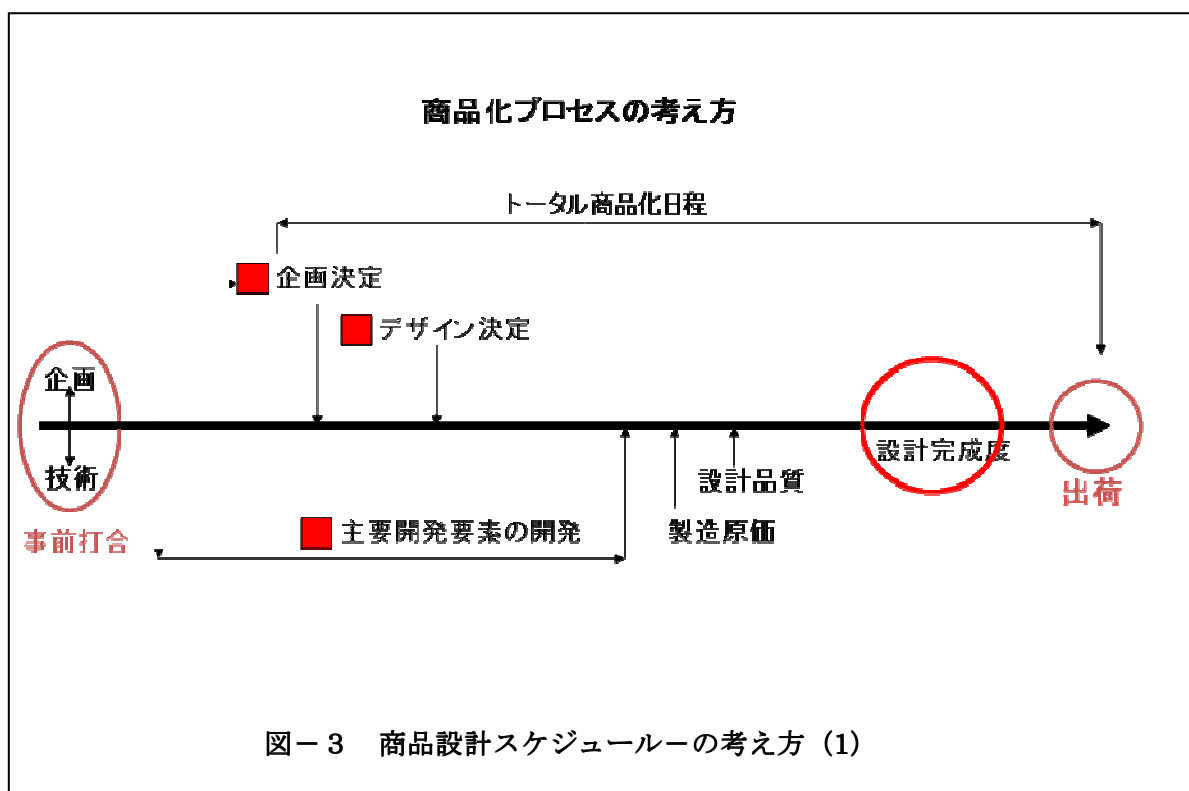 商品化プロセスの考え方
トータル商品化日程
企画決定
デザイン決定
企画
技術
事前打合
主要開発要素の開発
製造原価
設計品質
設計完成度
出荷
図－3　商品設計スケジュールーの考え方（1）